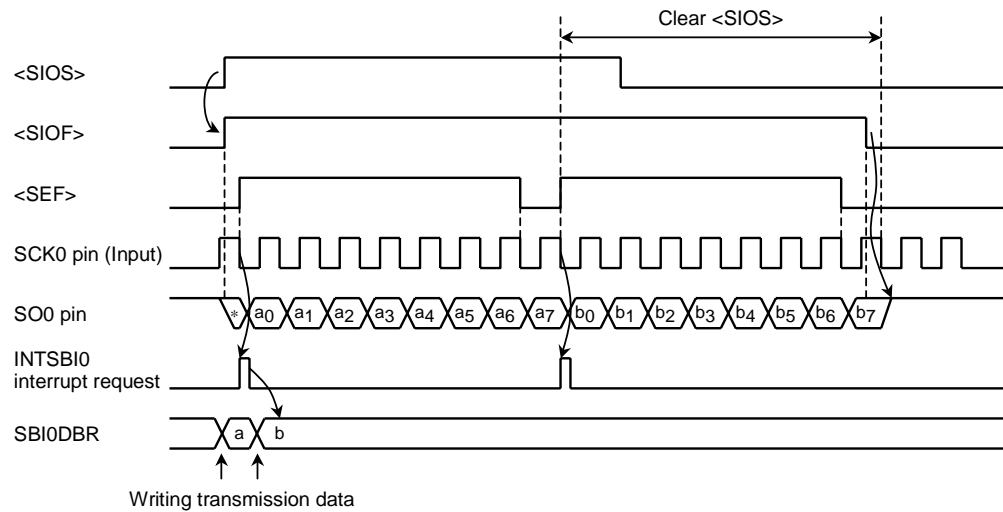 Clear <SIOS>
<SIOS>
<SIOF>
<SEF>
SCK0 pin (Input)
SO0 pin
* a0 a1 a2 a3 a4 a5 a6 a7 b0 b1 b2 b3 b4 b5 b6 b7
INTSBI0
interrupt request
SBI0DBR a b
Writing transmission data